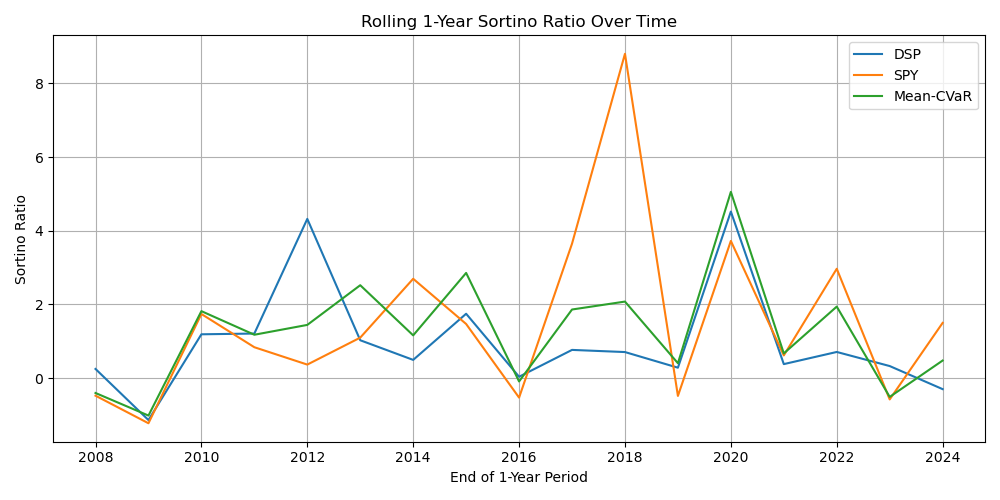 Rolling 1-Year Sortino Ratio Over Time
DSP
SPY
Mean-CVaR
Sortino Ratio
8
6
4
2
0
2008 2010 2012 2014 2016 2018 2020 2022 2024
End of 1-Year Period